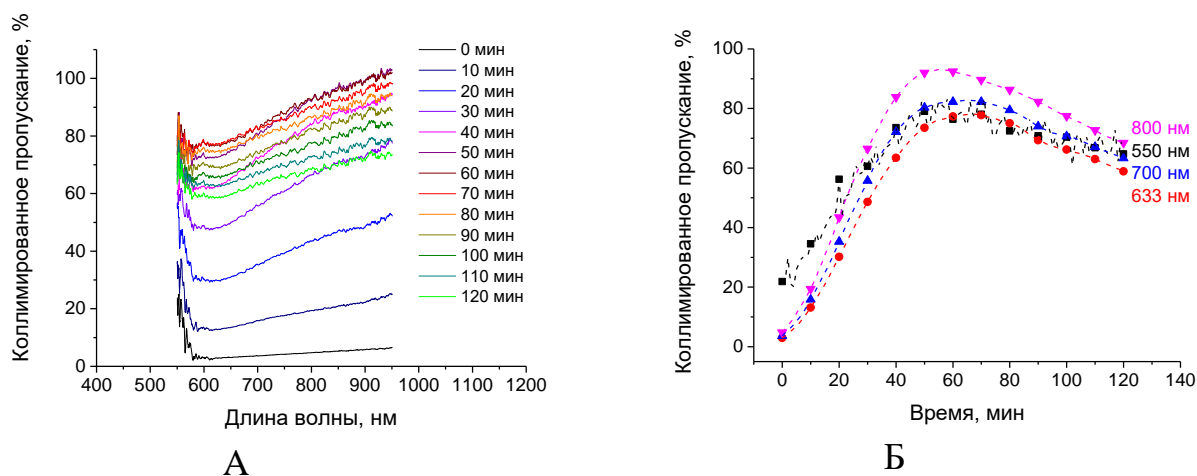 Коллимированное пропускание, %
100
80
60
40
20
0
400 500 600 700 800 900 1000 1100 1200
Длина волны, нм
0 мин
10 мин
20 мин
30 мин
40 мин
50 мин
60 мин
70 мин
80 мин
90 мин
100 мин
110 мин
120 мин
А
Коллимированное пропускание, %
100
80
60
40
20
0
0 20 40 60 80 100 120 140
Время, мин
800 нм
550 нм
700 нм
633 нм
Б